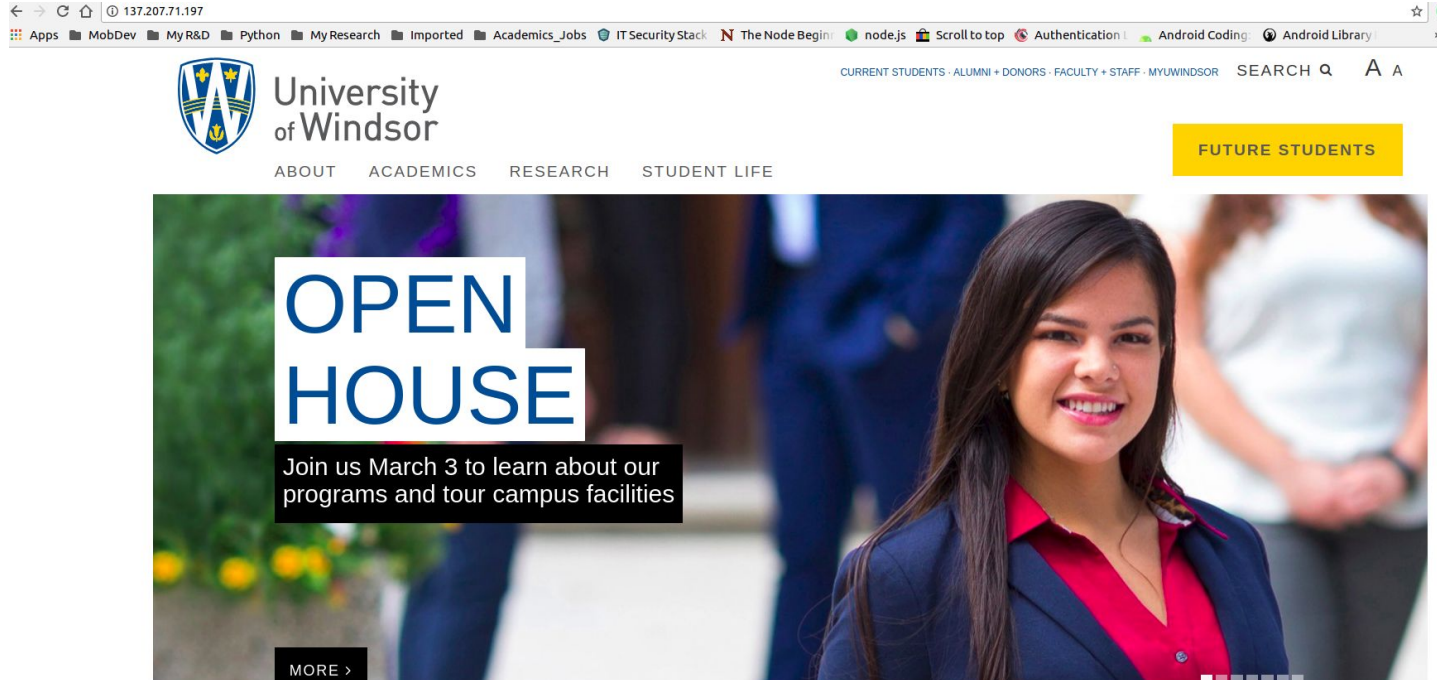 137.207.71.197
Apps MobDev My R&D Python My Research Imported Academics_Jobs IT Security Stack The Node node.js Scroll to top Authentication Android Coding Android Library
CURRENT STUDENTS · ALUMNI + DONORS · FACULTY + STAFF · MYUWINDSOR SEARCH A A
University
of Windsor
FUTURE STUDENTS
ABOUT ACADEMICS RESEARCH STUDENT LIFE
OPEN
HOUSE
Join us March 3 to learn about our
programs and tour campus facilities
MORE >